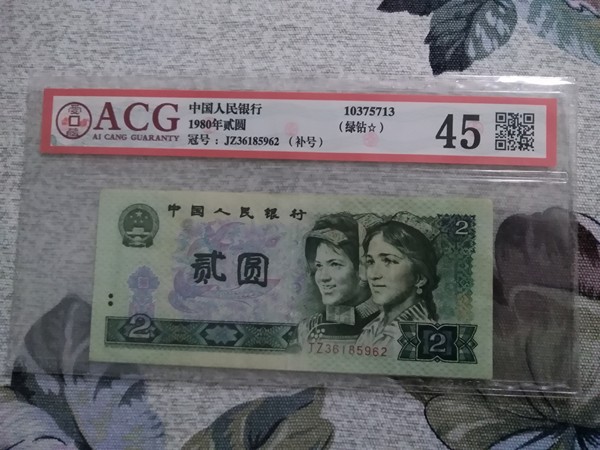 愛藏
ACG
AI CANG GUARANTY
中国人民银行
1980年贰圆
冠号：JZ36185962（补号）
10375713
（绿钻☆）
45
中国人民银行
2
贰圆
2
JZ36185962
2